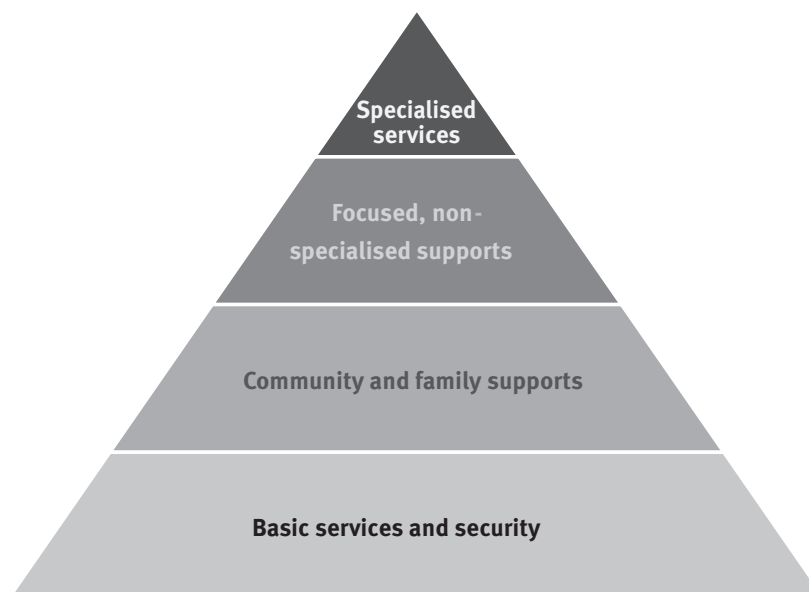 Specialised
services
Focused, non-
specialised supports
Community and family supports
Basic services and security